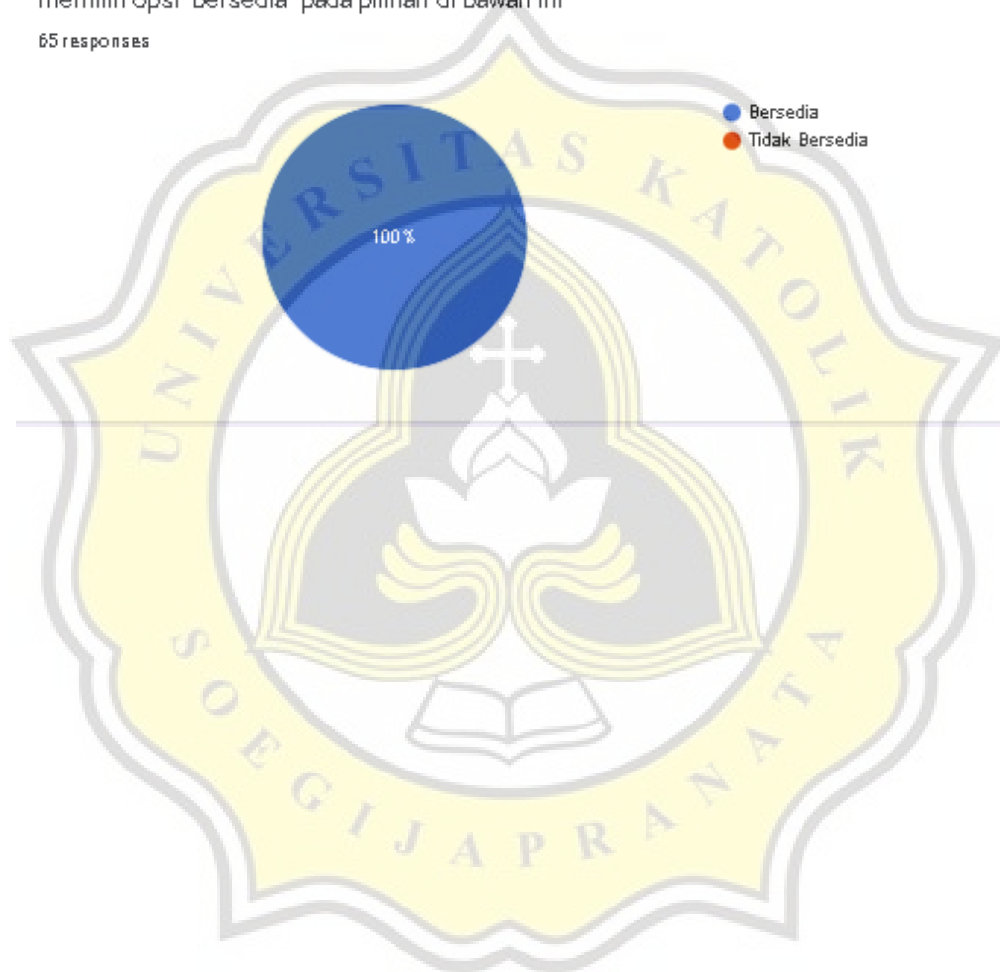 memilih opsi "Bersedia" pada pilihan di bawah ini
65 responses
Bersedia
Tidak Bersedia
100%
UNIVERSITAS KATOLIK
SOEGIJAPRANATA